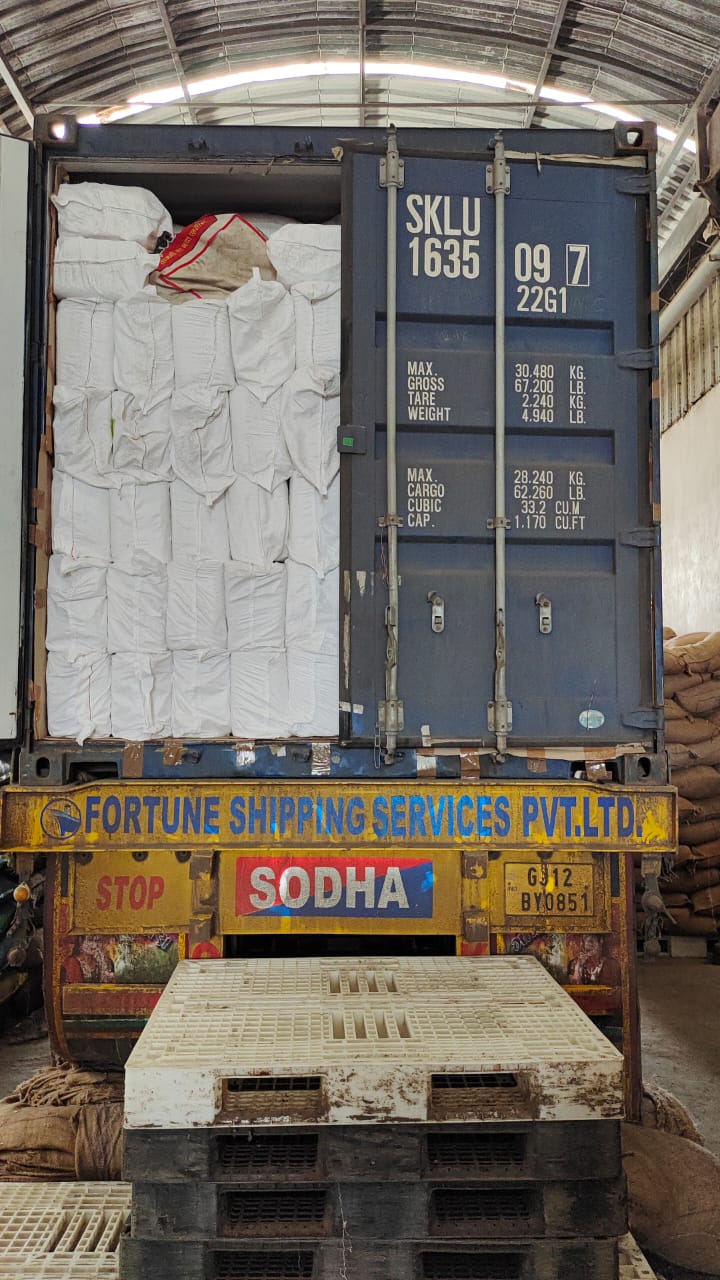 SKLU
1635 09 7
22G1
MAX. 30.480 KG.
GROSS 67.200 LB.
TARE 2.240 KG.
WEIGHT 4.940 LB.
MAX. 28.240 KG.
CARGO 62.260 LB.
CUBIC 33.2 CU.M
CAP. 1.170 CU.FT
FORTUNE SHIPPING SERVICES PVT.LTD.
STOP
SODHA
GJ12
BY0851